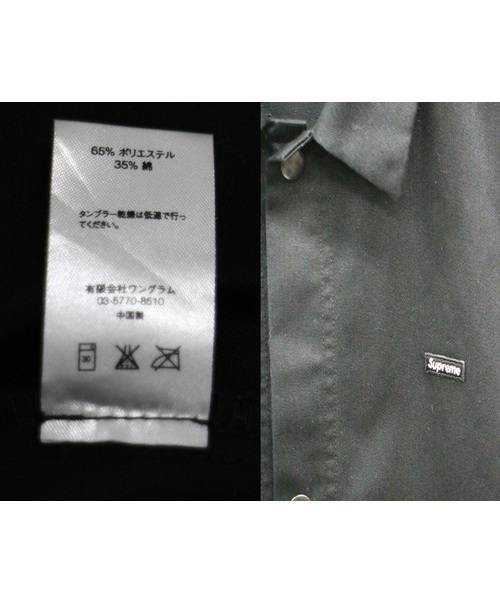 65% ポリエステル
35% 綿
タンブラー乾燥は低温で行っ
てください。
有限会社ワングラム
03-5770-8510
中国製
30
Supreme